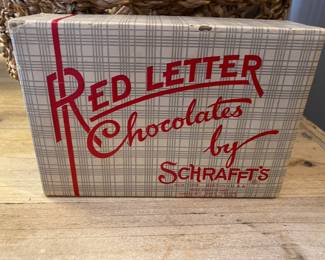 RED LETTER
Chocolates
by
SCHRAFFT'S